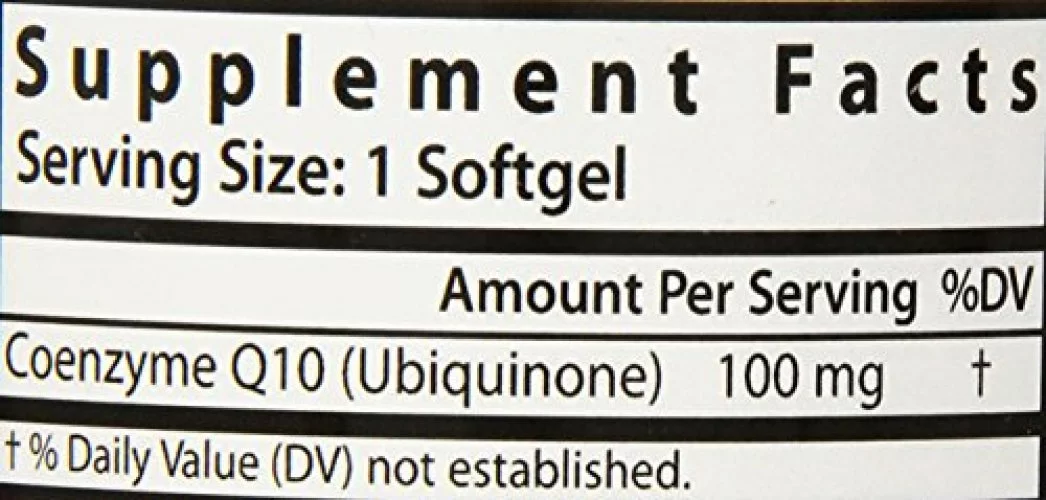 Supplement Facts
Serving Size: 1 Softgel
Amount Per Serving %DV
Coenzyme Q10 (Ubiquinone) 100 mg †
† % Daily Value (DV) not established.